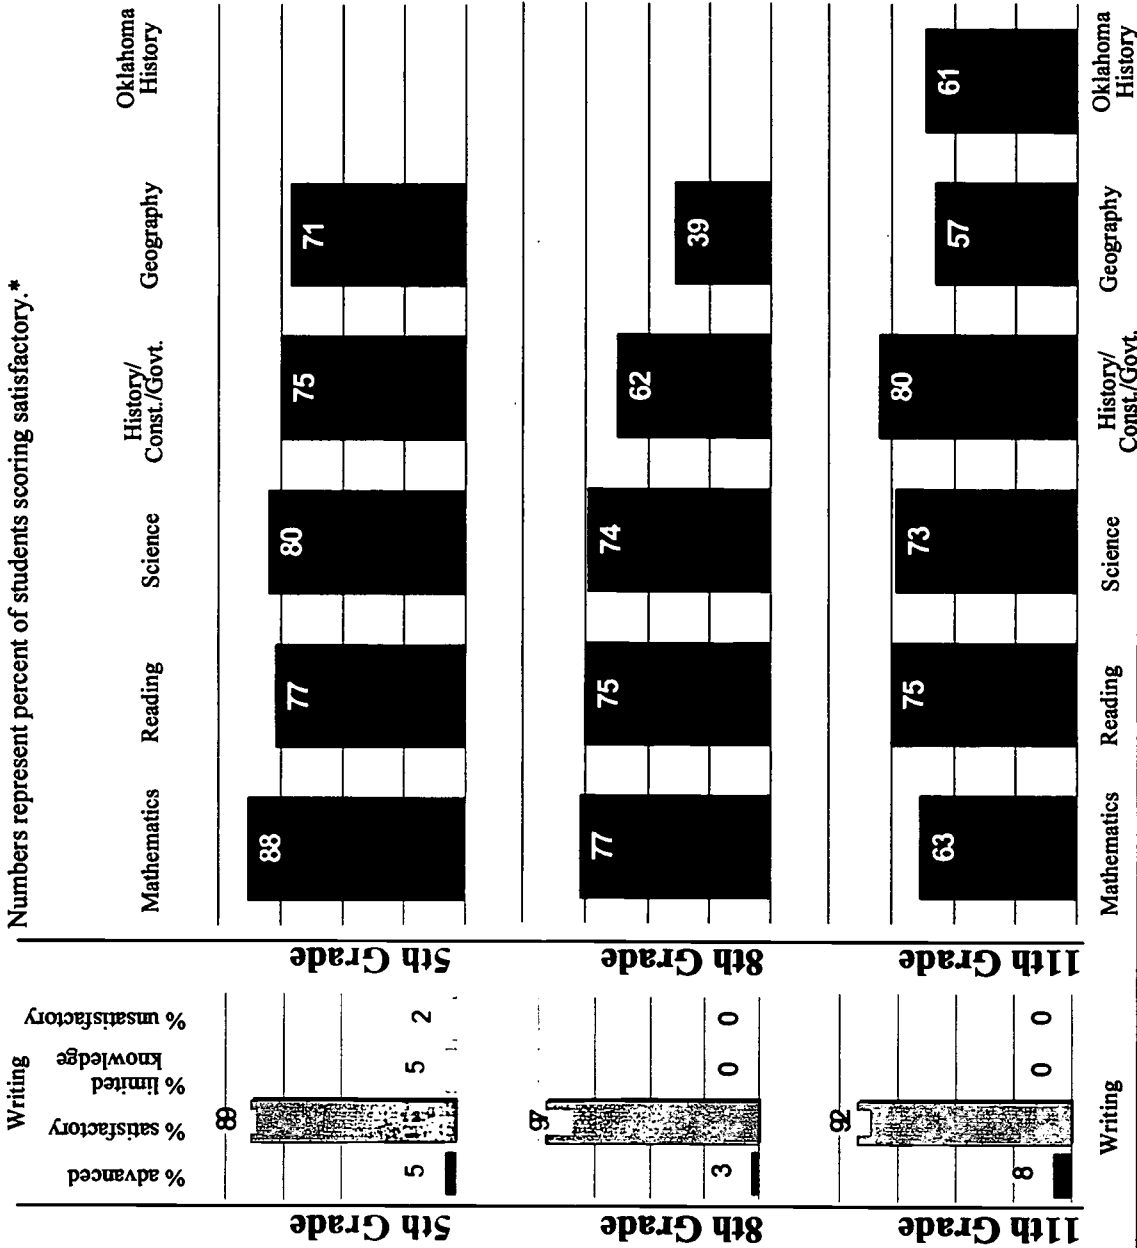 Numbers represent percent of students scoring satisfactory.*
Mathematics
Reading
Science
History/
Const./Govt.
Geography
Oklahoma
History
5th Grade
88
77
80
75
71
8th Grade
77
75
74
62
39
11th Grade
63
75
73
80
57
61
Mathematics
Reading
Science
History/
Const./Govt.
Geography
Oklahoma
History
Writing
% advanced
% satisfactory
% limited
knowledge
% unsatisfactory
5th Grade
5
89
5
2
8th Grade
3
97
0
0
11th Grade
8
92
0
0
Writing